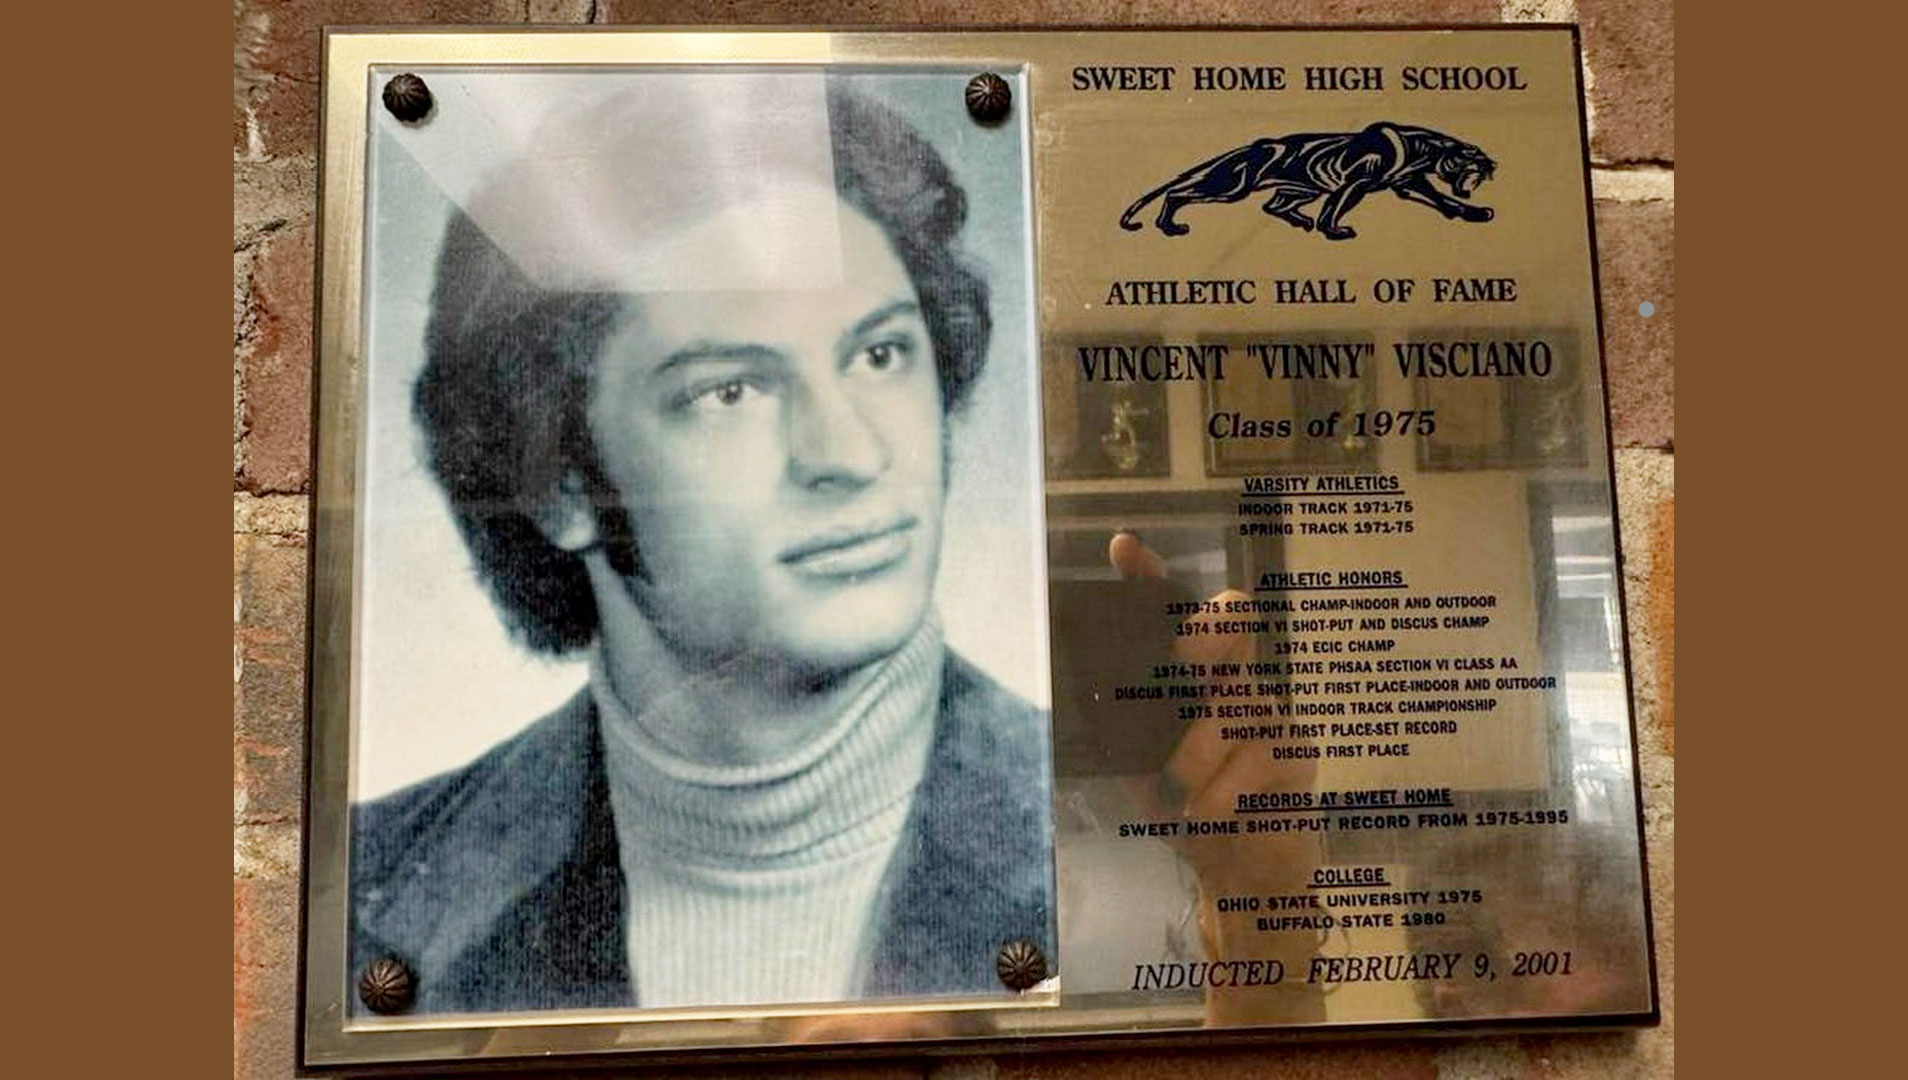 SWEET HOME HIGH SCHOOL
ATHLETIC HALL OF FAME
VINCENT "VINNY" VISCIANO
Class of 1975
VARSITY ATHLETICS
INDOOR TRACK 1971-75
SPRING TRACK 1971-75
ATHLETIC HONORS
1973-75 SECTIONAL CHAMP-INDOOR AND OUTDOOR
1974 SECTION VI SHOT-PUT AND DISCUS CHAMP
1974 ECIC CHAMP
1974-75 NEW YORK STATE PHSAA SECTION VI CLASS AA
DISCUS FIRST PLACE SHOT-PUT FIRST PLACE-INDOOR AND OUTDOOR
1975 SECTION VI INDOOR TRACK CHAMPIONSHIP
SHOT-PUT FIRST PLACE-SET RECORD
DISCUS FIRST PLACE
RECORDS AT SWEET HOME
SWEET HOME SHOT-PUT RECORD FROM 1975-1995
COLLEGE
OHIO STATE UNIVERSITY 1975
BUFFALO STATE 1980
INDUCTED FEBRUARY 9, 2001